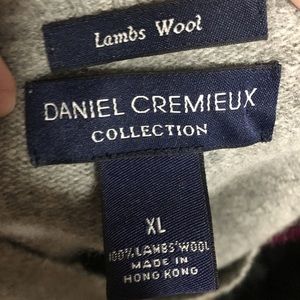 Lambs Wool
DANIEL CREMIEUX
COLLECTION
XL
100% LAMBS' WOOL
MADE IN
HONG KONG